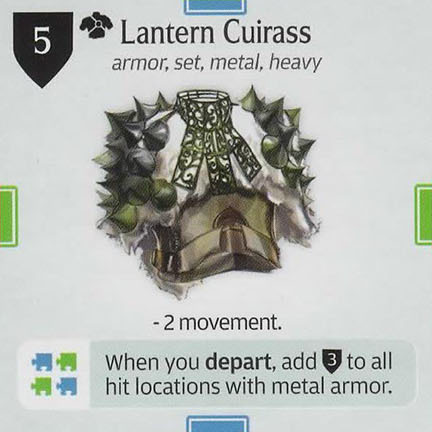 5
Lantern Cuirass
armor, set, metal, heavy
- 2 movement.
When you depart, add 3 to all
hit locations with metal armor.